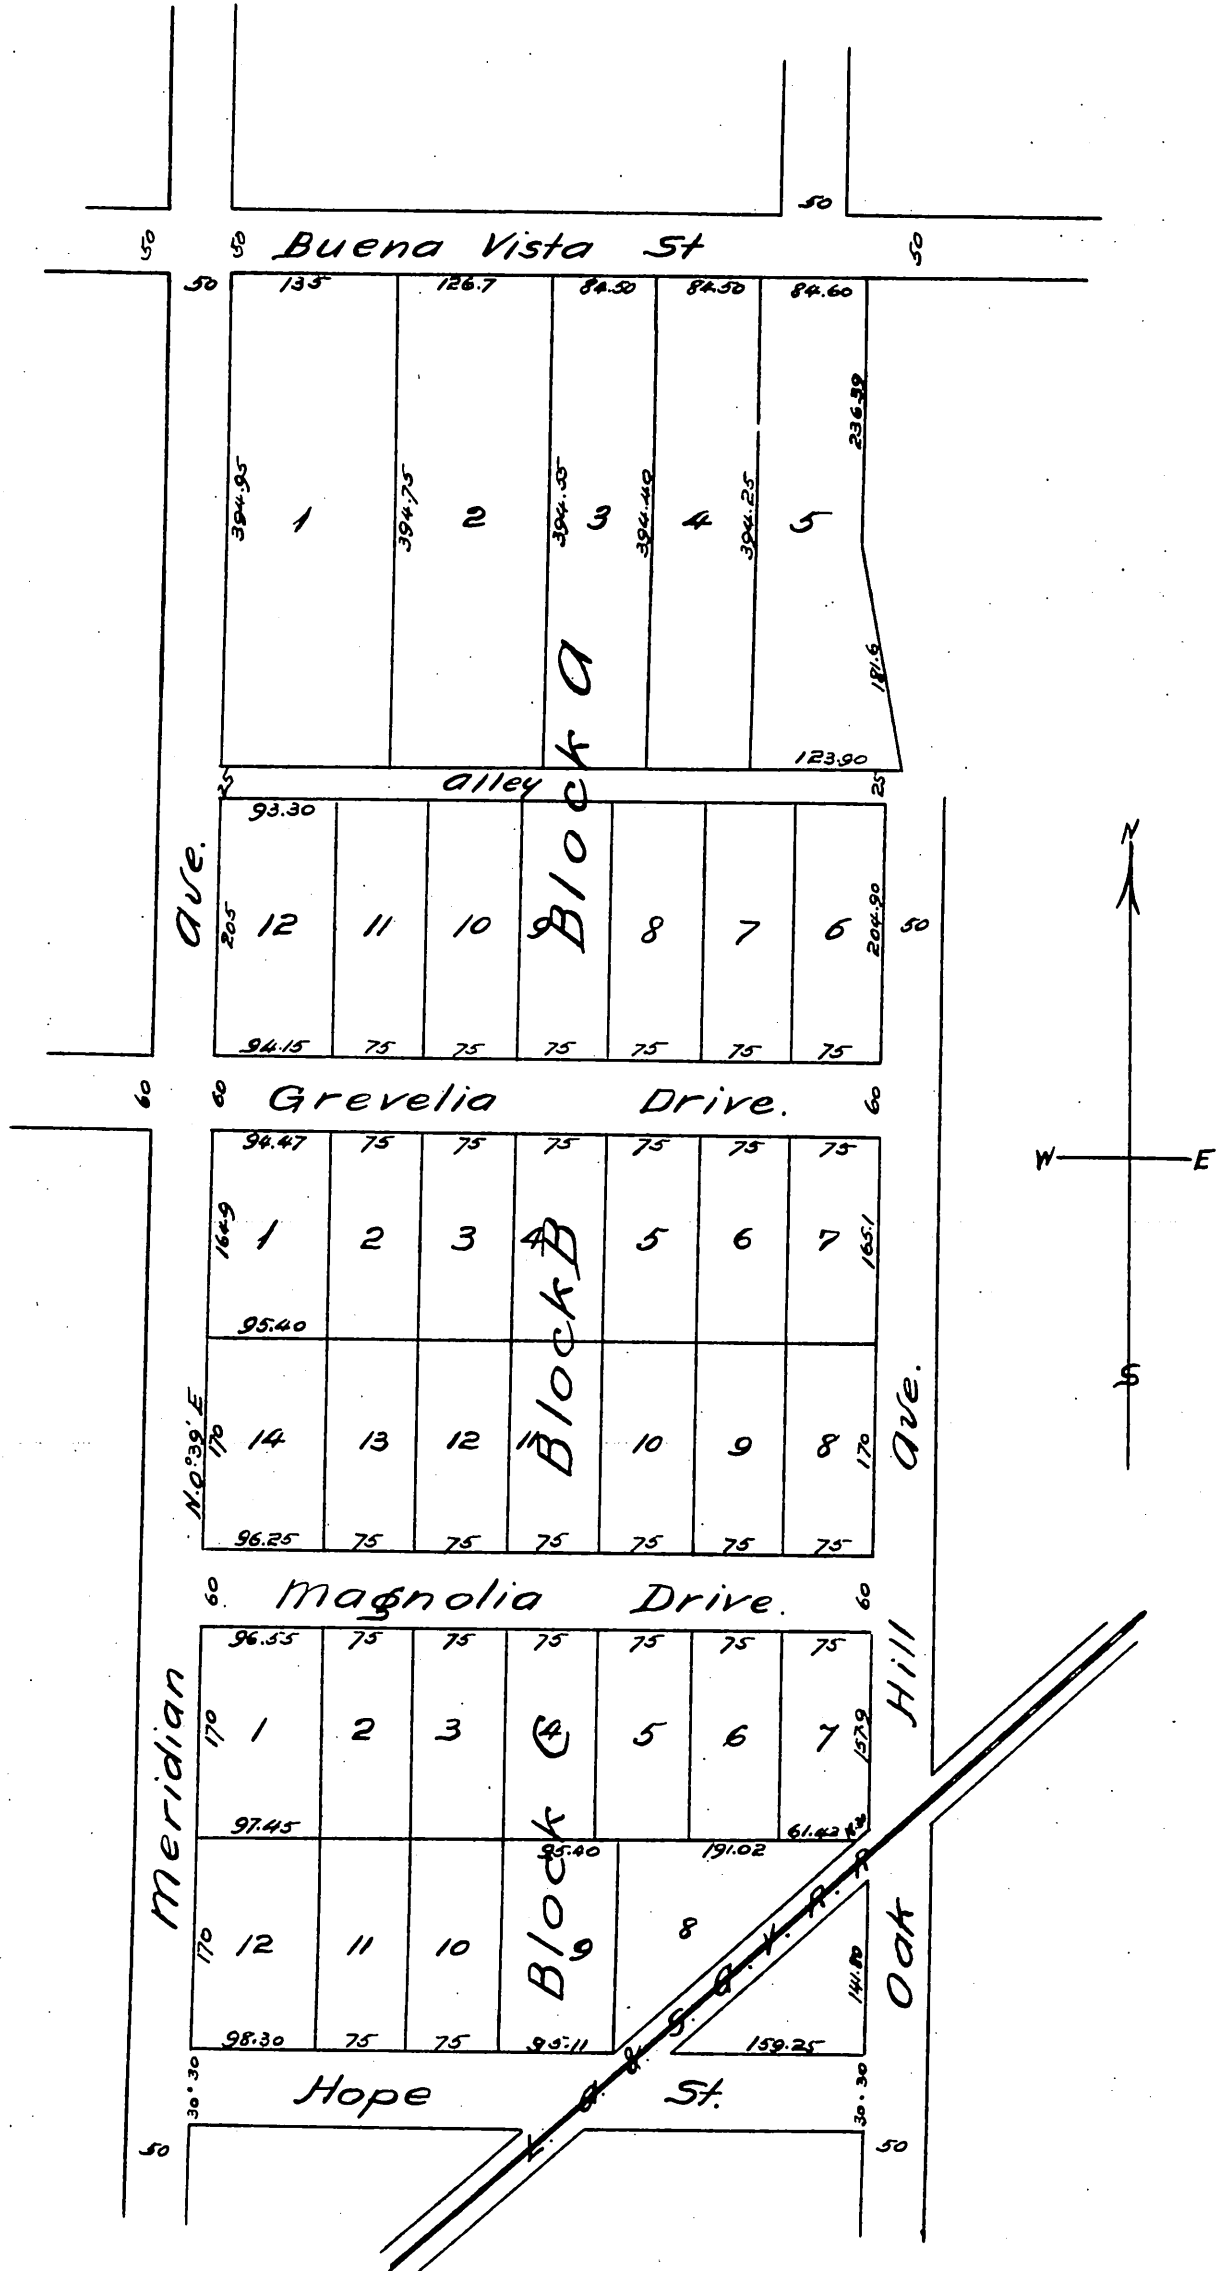 50
50 50 Buena Vista St 50
50 135 126.7 84.50 84.50 84.60
236.99
394.95 394.75 394.55 394.40 394.25
1 2 3 4 5
181.6
Block A
123.90
25 Alley 25
93.30
Ave.
205 12 11 10 9 8 7 6 204.90 50
94.15 75 75 75 75 75 75
60 60 Grevelia Drive. 60
N
W E
S
94.47 75 75 75 75 75 75
164.9 1 2 3 4 5 6 7 165.1
95.40
Block B
N.0°39'E
170 14 13 12 11 10 9 8 170
Ave.
96.25 75 75 75 75 75 75
60 Magnolia Drive. 60
96.55 75 75 75 75 75 75
Meridian
170 1 2 3 4 5 6 7 157.9
Hill
97.45 61.42
95.40 191.02
Block C
170 12 11 10 9 8 141.80
Oak
98.30 75 75 95.11 159.25
L. A. & S. G. V. R R
30° 30 Hope St. 30. 30
50 50